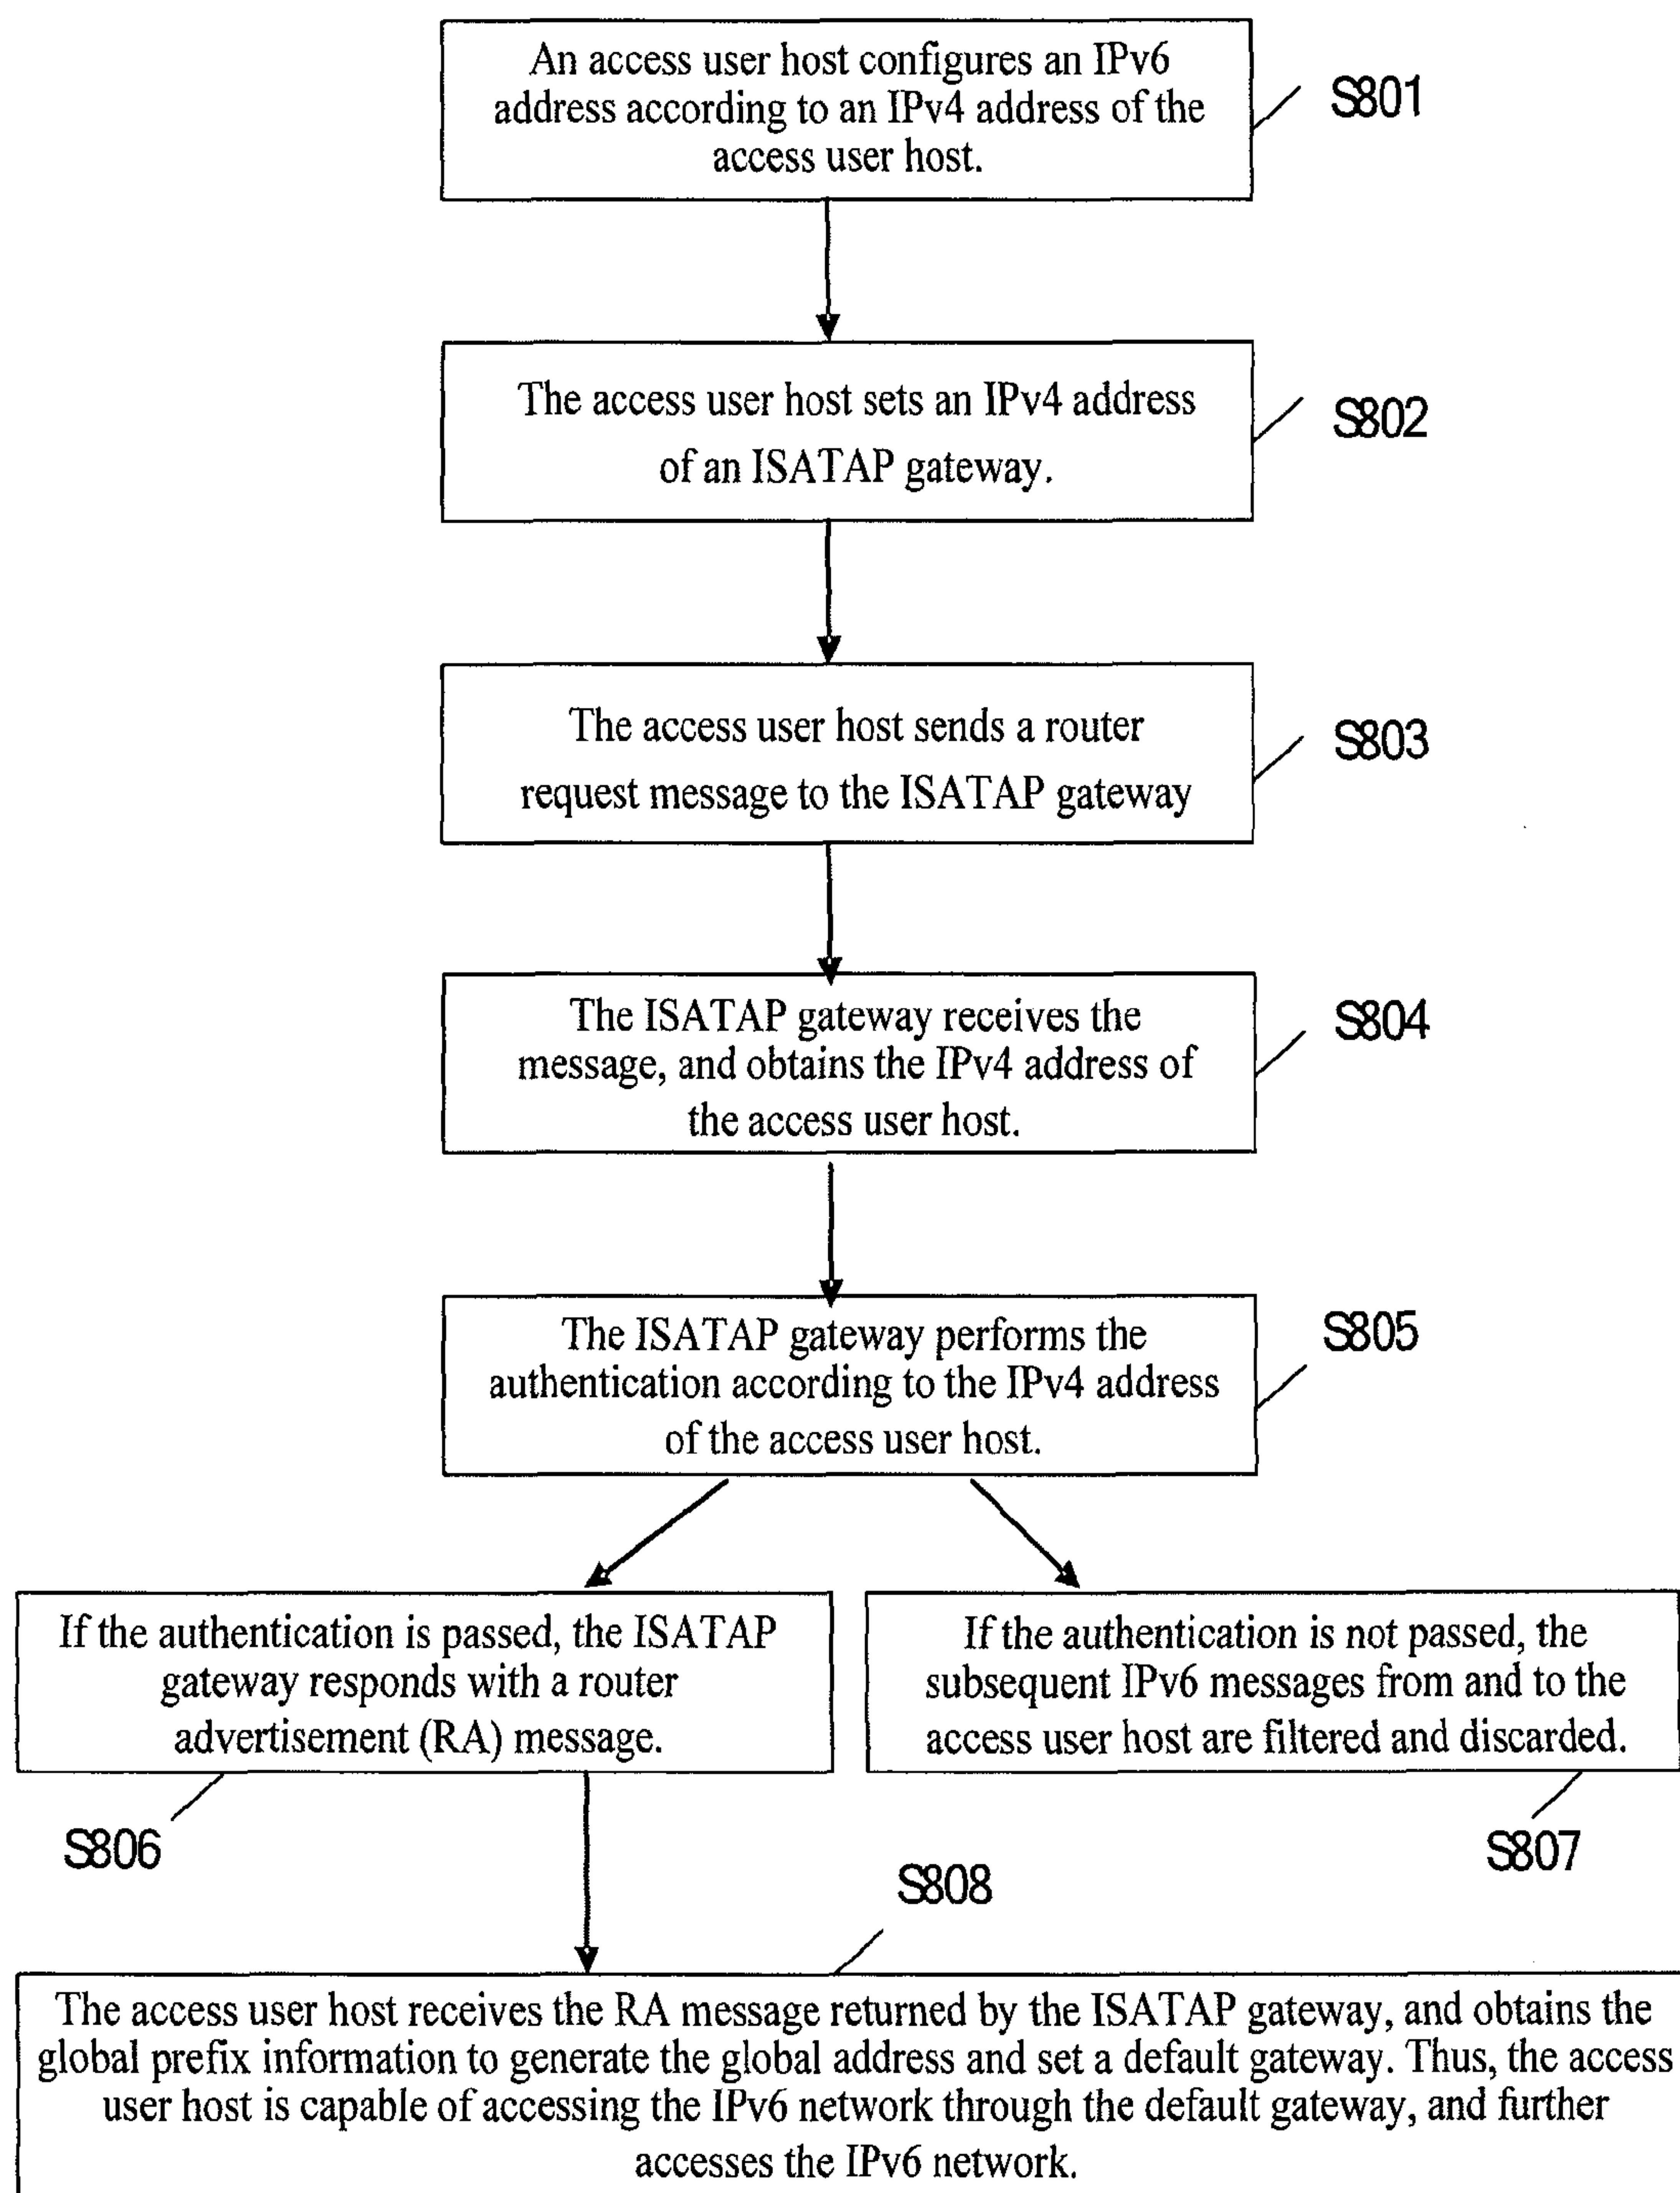 An access user host configures an IPv6
address according to an IPv4 address of the
access user host.
S801
The access user host sets an IPv4 address
of an ISATAP gateway.
S802
The access user host sends a router
request message to the ISATAP gateway
S803
The ISATAP gateway receives the
message, and obtains the IPv4 address of
the access user host.
S804
The ISATAP gateway performs the
authentication according to the IPv4 address
of the access user host.
S805
If the authentication is passed, the ISATAP
gateway responds with a router
advertisement (RA) message.
S806
If the authentication is not passed, the
subsequent IPv6 messages from and to the
access user host are filtered and discarded.
S807
S808
The access user host receives the RA message returned by the ISATAP gateway, and obtains the
global prefix information to generate the global address and set a default gateway. Thus, the access
user host is capable of accessing the IPv6 network through the default gateway, and further
accesses the IPv6 network.